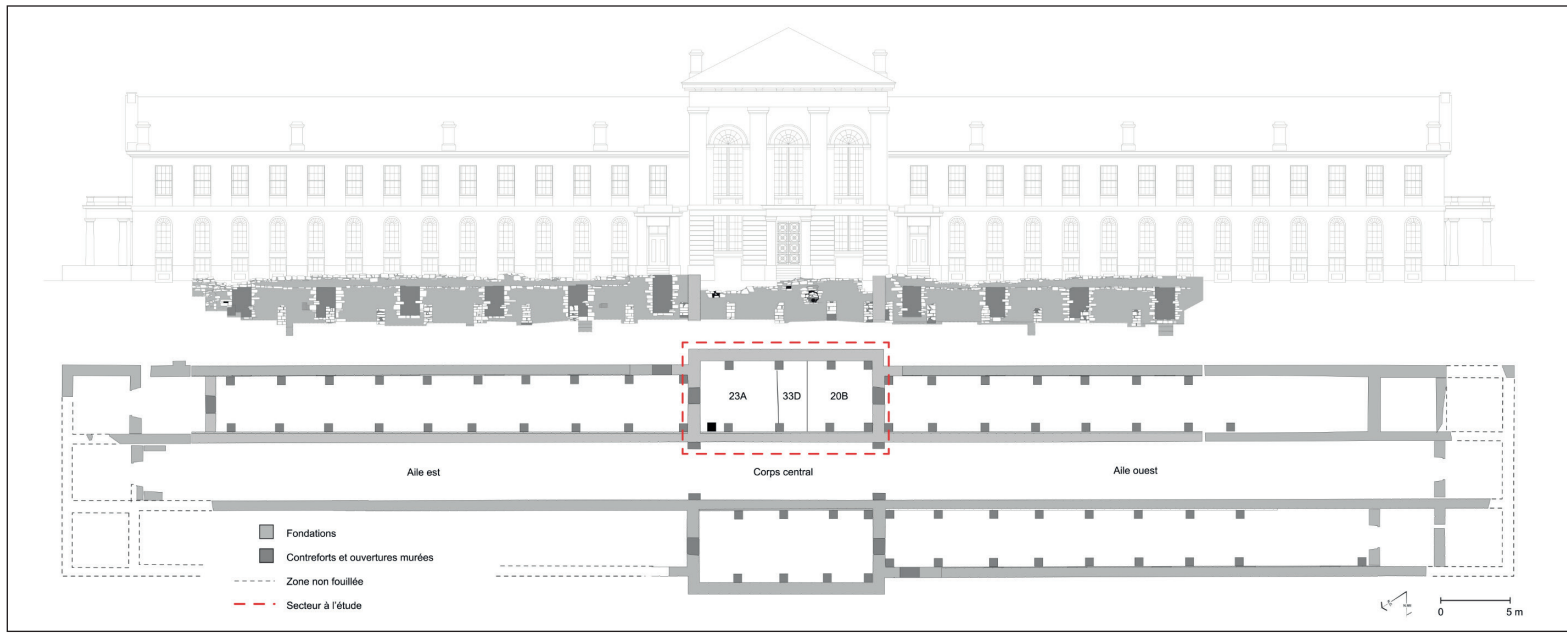 23A 33D 20B
Aile est Corps central Aile ouest
Fondations
Contreforts et ouvertures murées
Zone non fouillée
Secteur à l'étude
0 5 m